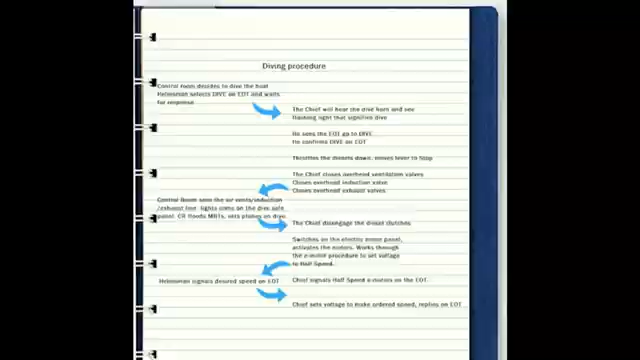 Diving procedure
Control room decides to dive the boat
Helmsman selects DIVE on EOT and waits
for response
The Chief will hear the dive horn and see
flashing light that signifies dive
He sees the EOT go to DIVE
He confirms DIVE on EOT
Throttles the diesels down, moves lever to Stop
The Chief closes overhead ventilation valves
Closes overhead induction valve
Closes overhead exhaust valves.
Control Room sees the air vents/induction
/exhaust line lights come on the dive safe
panel. CR floods MBTs, sets planes on dive
The Chief disengage the diesel clutches
Switches on the electric motor panel,
activates the motors. Works through
the e-motor procedure to set voltage
to Half Speed.
Helmsman signals desired speed on EOT
Chief signals Half Speed e-motors on the EOT.
Chief sets voltage to make ordered speed, replies on EOT